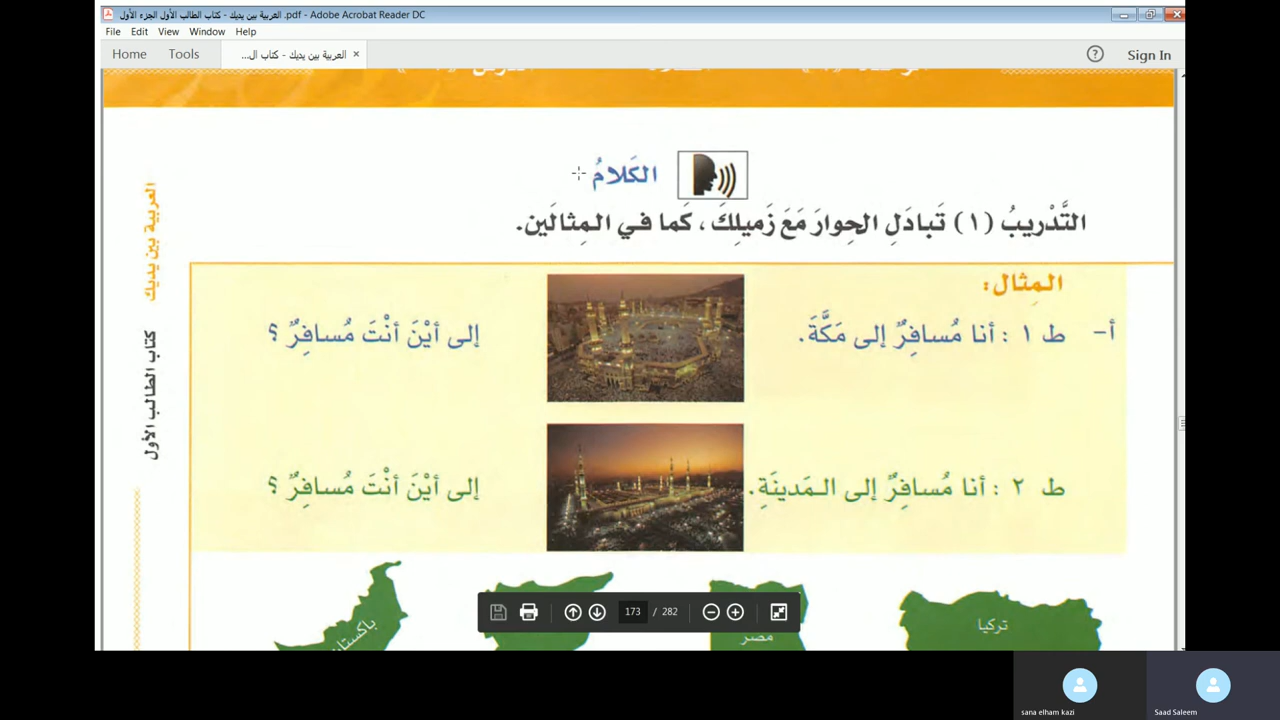 العربية بين يديك - كتاب الطالب الأول الجزء الأول .pdf - Adobe Acrobat Reader DC
File Edit View Window Help
Home Tools العربية بين يديك - كتاب ال... × ? Sign In
الكَلامُ
التَّدْريبُ (١) تَبادَلِ الحِوارَ مَعَ زَميلِكَ ، كَما في المِثالَين.
المِثال:
أ- ط ١ : أنا مُسافِرٌ إلى مَكَّةَ. إلى أيْنَ أنْتَ مُسافِرٌ ؟
ط ٢ : أنا مُسافِرٌ إلى المَدينَةِ. إلى أيْنَ أنْتَ مُسافِرٌ ؟
تركيا
مصر
باكستان
العربية بين يديك
كتاب الطالب الأول
173 / 282
sana elham kazi
Saad Saleem